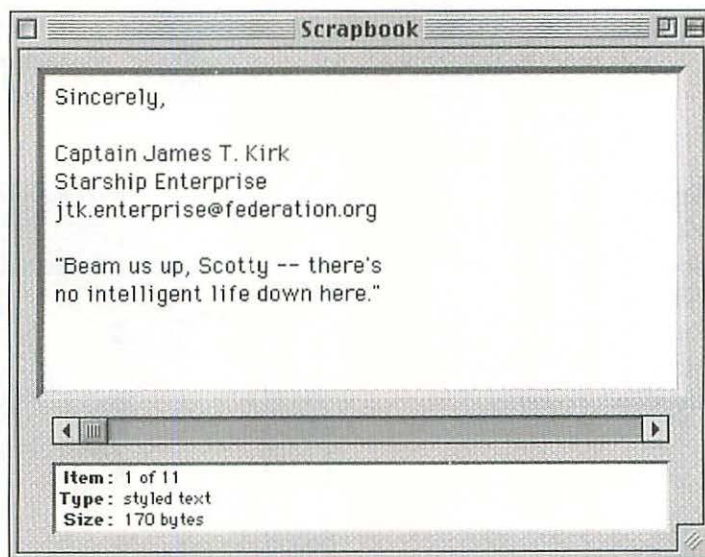 Scrapbook
Sincerely,
Captain James T. Kirk
Starship Enterprise
jtk.enterprise@federation.org
"Beam us up, Scotty -- there's
no intelligent life down here."
Item: 1 of 11
Type: styled text
Size: 170 bytes